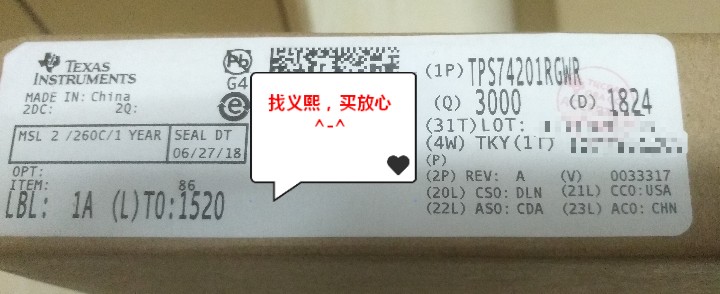 TEXAS
INSTRUMENTS
MADE IN: China
2DC: 2Q:
MSL 2 /260C/1 YEAR
SEAL DT
06/27/18
OPT:
ITEM:
86
LBL: 1A (L)TO:1520
Pb
G4
e
找义熙，买放心
^-^
(1P) TPS74201RGWR
(Q) 3000 (D) 1824
(31T)LOT:
(4W) TKY(1T)
(P)
(2P) REV: A (V) 0033317
(20L) CSO: DLN (21L) CCO:USA
(22L) ASO: CDA (23L) ACO: CHN